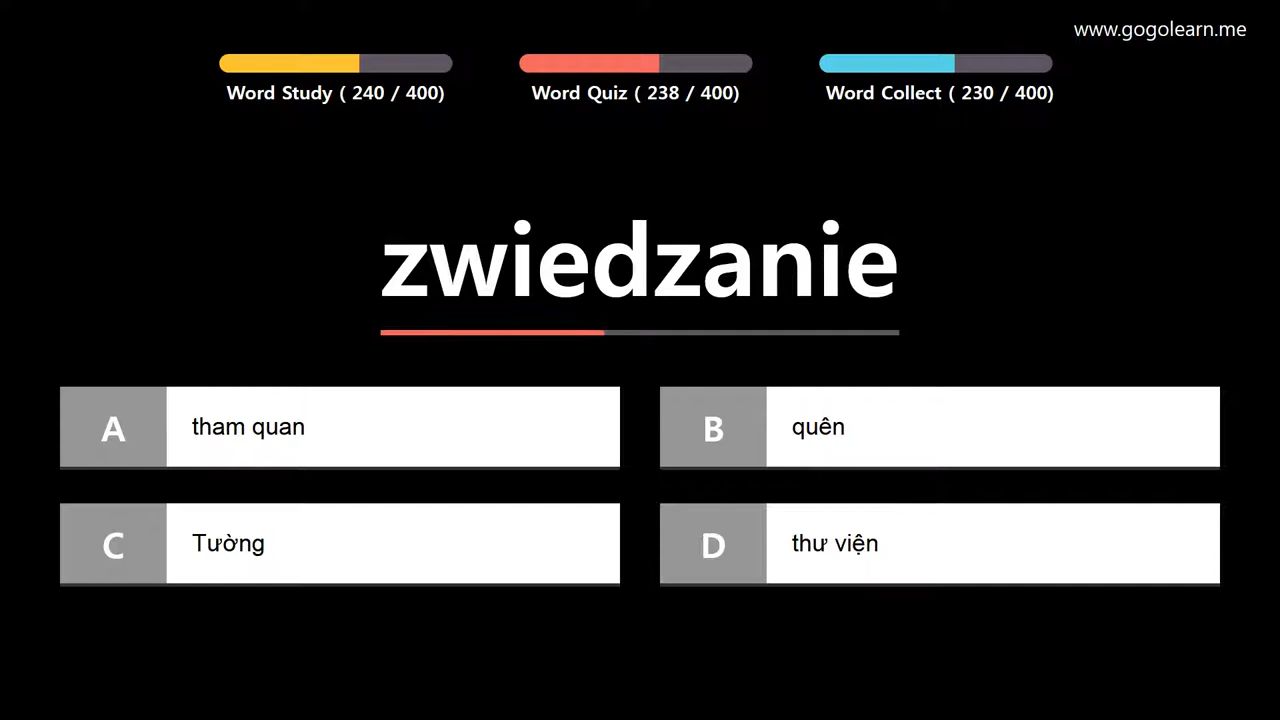 www.gogolearn.me
Word Study ( 240 / 400)
Word Quiz ( 238 / 400)
Word Collect ( 230 / 400)
zwiedzanie
A tham quan
B quên
C Tường
D thư viện